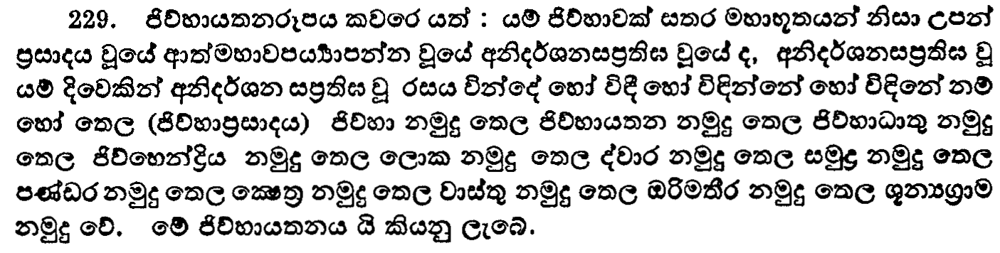 229. ජිව්හායතනරූපය කවරෙ යත් : යම් ජිව්හාවක් සතර මහාභූතයන් නිසා උපන්
ප්‍රසාදය වූයේ ආත්මභාවපර්‍ය්‍යාපන්න වූයේ අනිදර්ශනසප්‍රතිඝ වූයේ ද, අනිදර්ශනසප්‍රතිඝ වූ
යම් දිවෙකින් අනිදර්ශන සප්‍රතිඝ වූ රසය වින්දේ හෝ විදී හෝ විඳින්නේ හෝ විඳිනේ නම්
හෝ තෙල (ජිව්හාප්‍රසාදය) ජිව්හා නමුදු තෙල ජිව්හායතන නමුදු තෙල ජිව්හාධාතු නමුදු
තෙල ජිව්හෙන්ද්‍රිය නමුදු තෙල ලොක නමුදු තෙල ද්වාර නමුදු තෙල සමුද්‍ර නමුදු තෙල
පණ්ඩර නමුදු තෙල ක්‍ෂෙත්‍ර නමුදු තෙල වාස්තු නමුදු තෙල ඔරිමතීර නමුදු තෙල ශූන්‍යග්‍රාම
නමුදු වේ. මේ ජිව්හායතනය යි කියනු ලැබෙ.